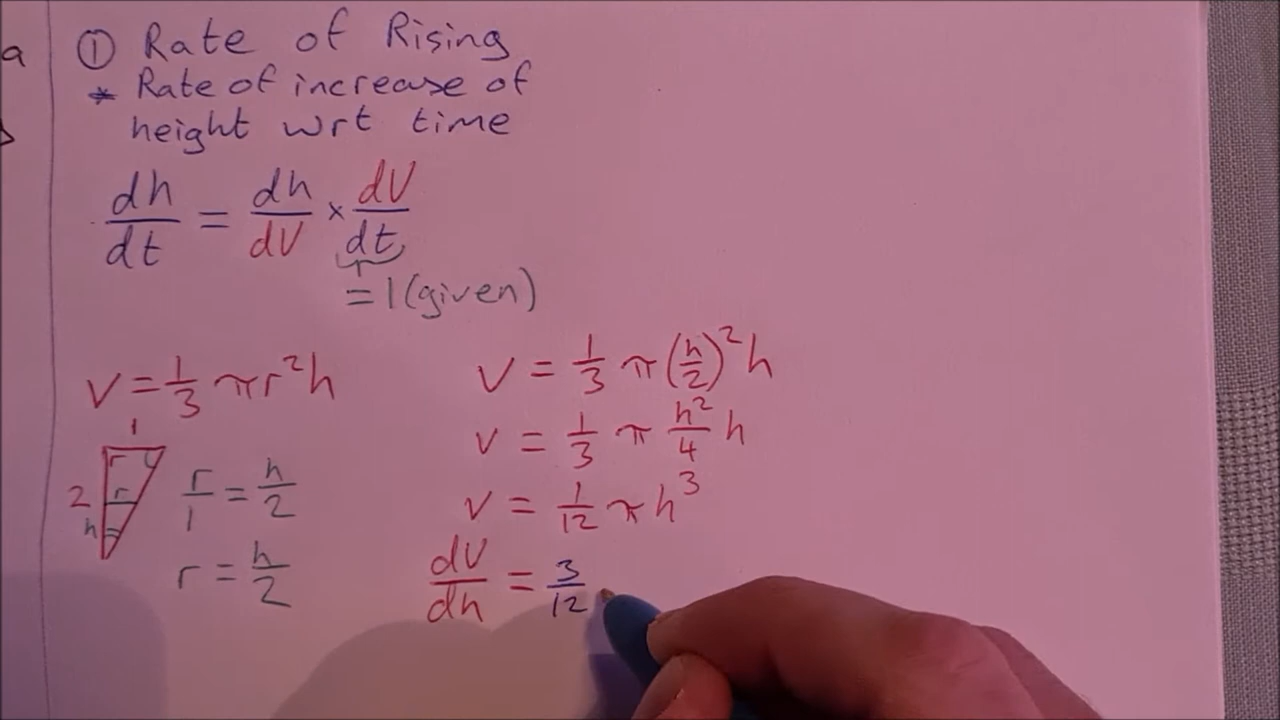 a
① Rate of Rising
* Rate of increase of
height wrt time
dh/dt = dh/dV × dV/dt
= 1 (given)
V = 1/3 πr²h
1
r
2 r
h
r/1 = h/2
r = h/2
V = 1/3 π(h/2)²h
V = 1/3 π h²/4 h
V = 1/12 πh³
dV/dh = 3/12